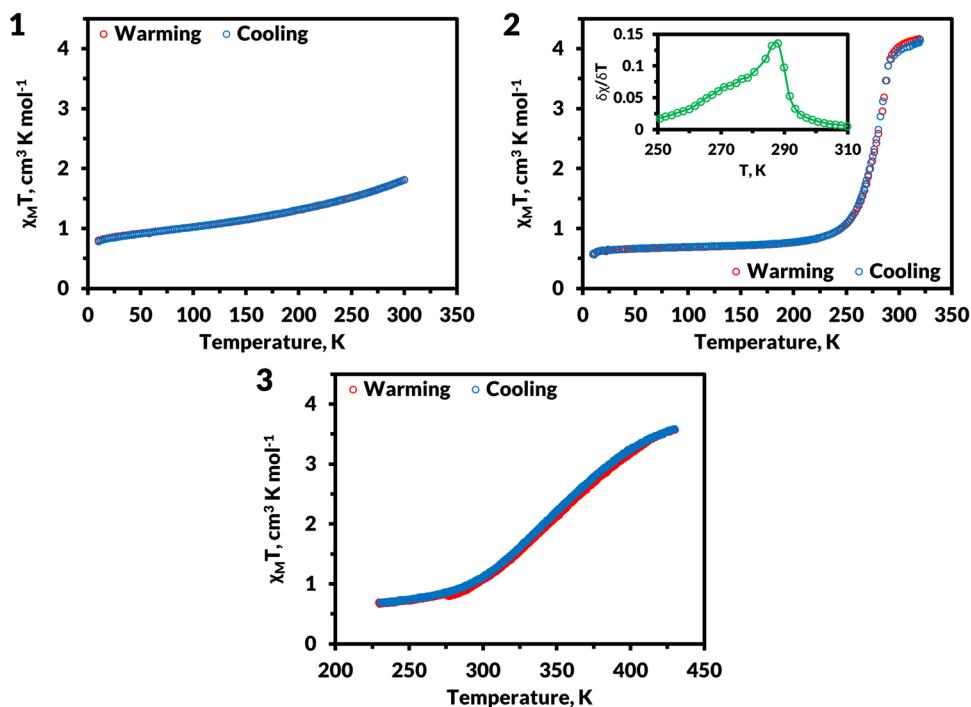 1
Warming Cooling
4
3
2
1
0
χMT, cm³ K mol⁻¹
0 50 100 150 200 250 300 350
Temperature, K
2
4
3
2
1
0
χMT, cm³ K mol⁻¹
0.15
0.1
0.05
0
δχ/δT
250 270 290 310
T, K
Warming Cooling
0 50 100 150 200 250 300 350
Temperature, K
3
Warming Cooling
4
3
2
1
0
χMT, cm³ K mol⁻¹
200 250 300 350 400 450
Temperature, K